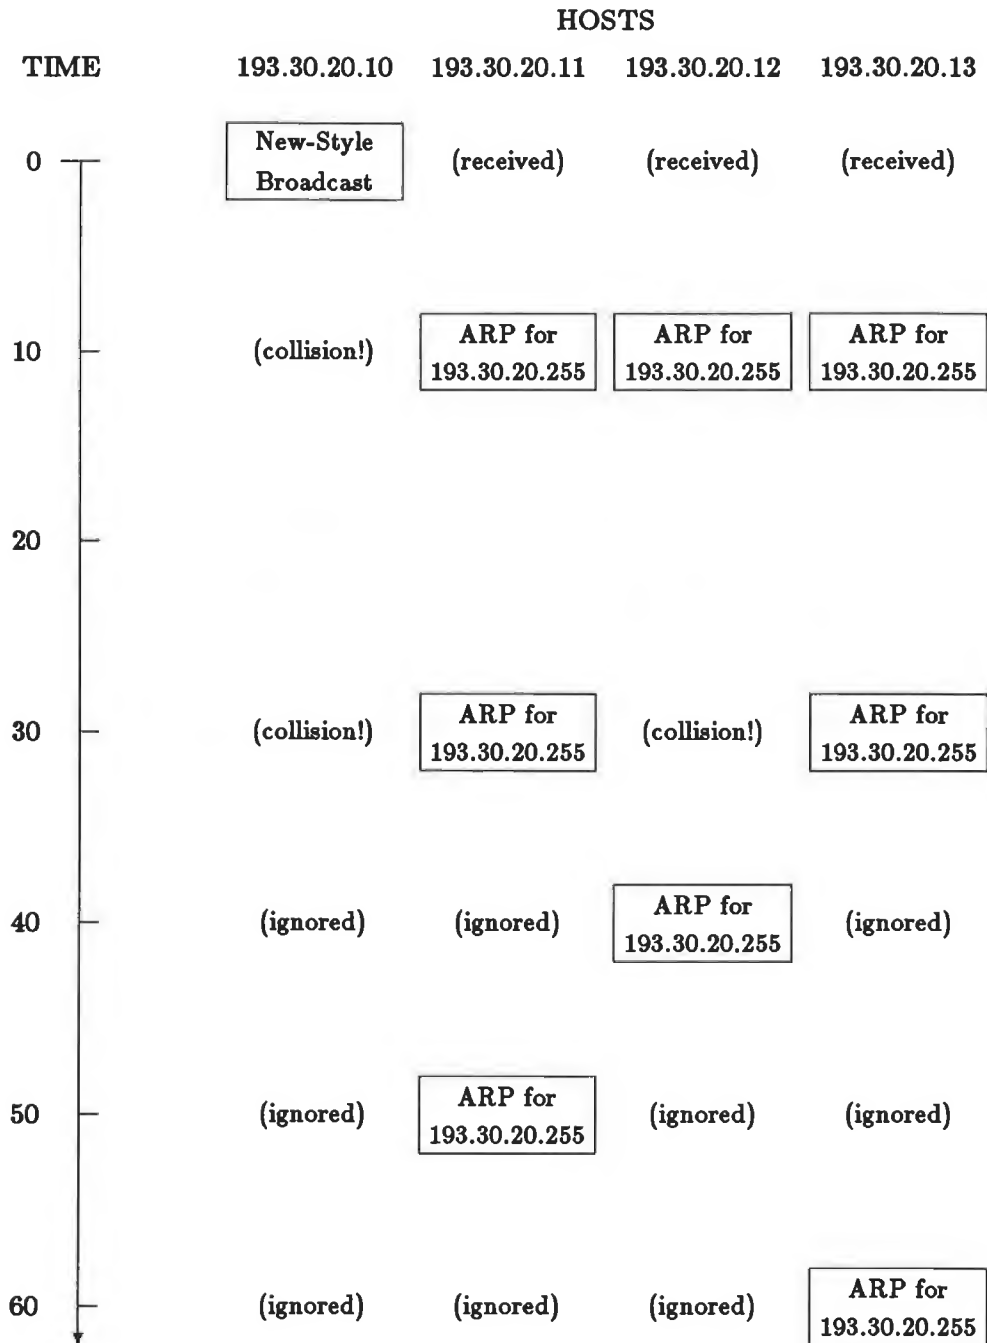 HOSTS
TIME 193.30.20.10 193.30.20.11 193.30.20.12 193.30.20.13
New-Style
0 (received) (received) (received)
Broadcast
ARP for ARP for ARP for
10 (collision!)
193.30.20.255 193.30.20.255 193.30.20.255
20
ARP for ARP for
30 (collision!) (collision!)
193.30.20.255 193.30.20.255
ARP for
40 (ignored) (ignored) (ignored)
193.30.20.255
ARP for
50 (ignored) (ignored) (ignored)
193.30.20.255
ARP for
60 (ignored) (ignored) (ignored)
193.30.20.255